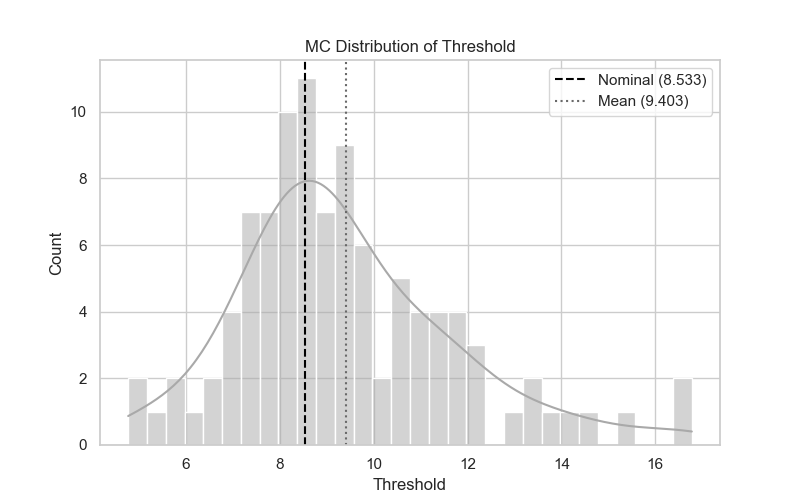 MC Distribution of Threshold
Nominal (8.533)
Mean (9.403)
10
8
6
4
2
0
Count
6
8
10
12
14
16
Threshold